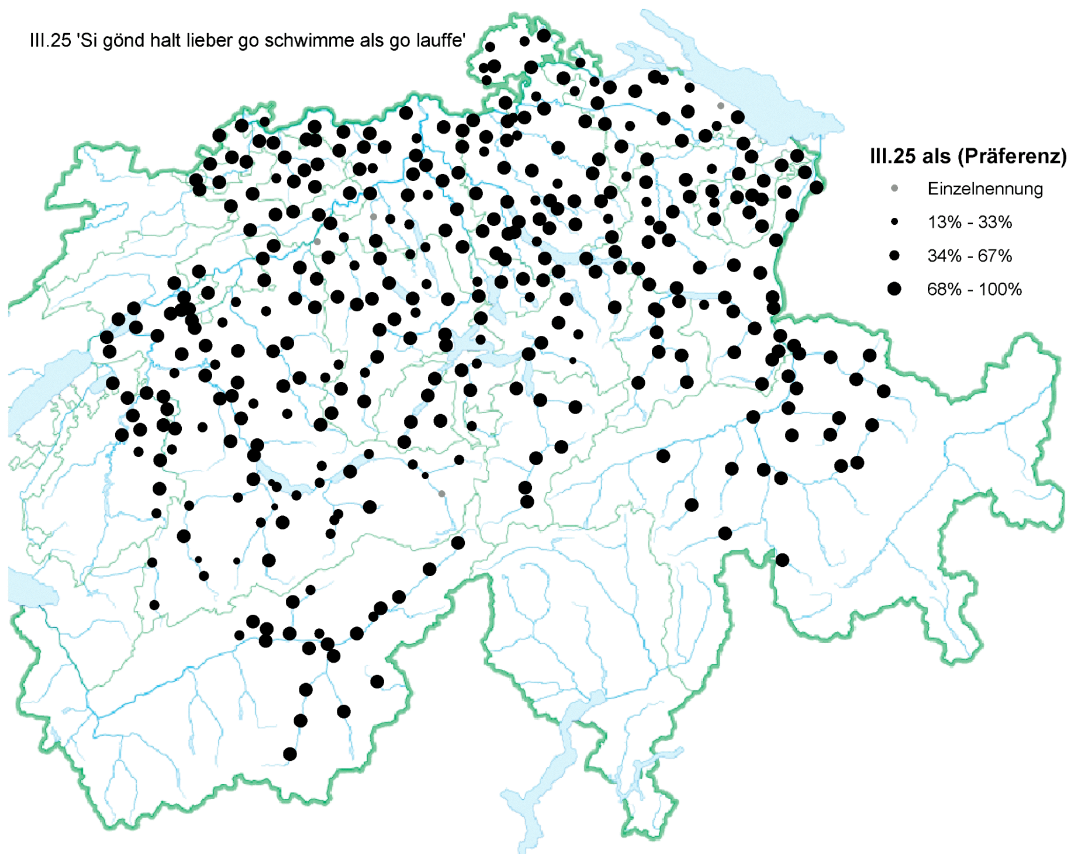 III.25 'Si gönd halt lieber go schwimme als go lauffe'
III.25 als (Präferenz)
Einzelnennung
13% - 33%
34% - 67%
68% - 100%